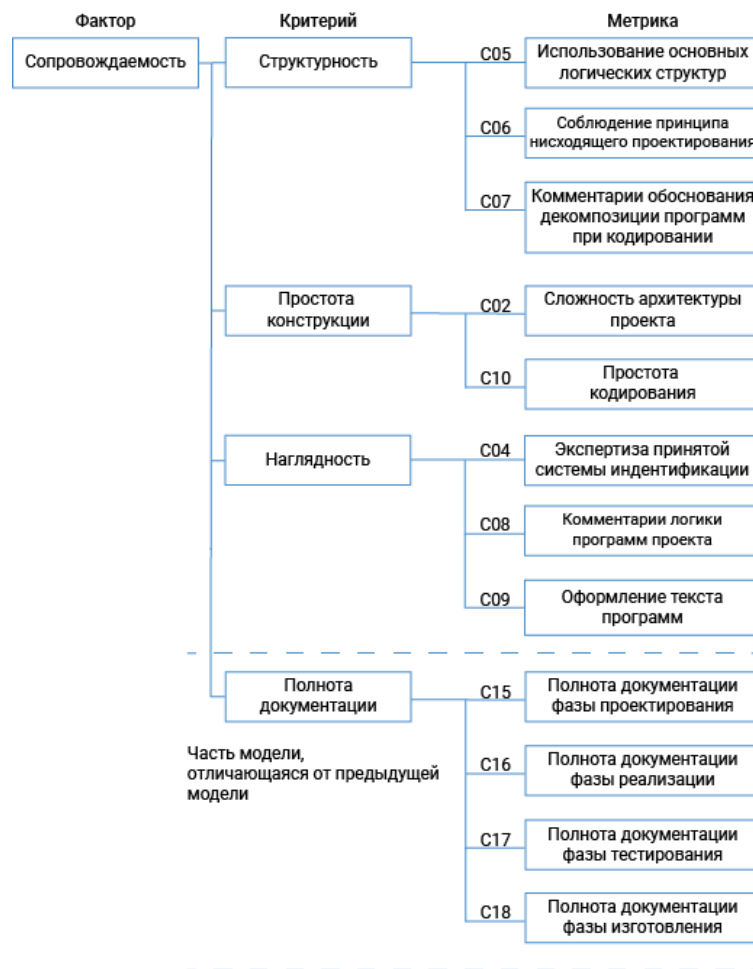 Фактор
Критерий
Метрика
Сопровождаемость
Структурность
C05
Использование основных
логических структур
C06
Соблюдение принципа
нисходящего проектирования
C07
Комментарии обоснования
декомпозиции программ
при кодировании
Простота
конструкции
C02
Сложность архитектуры
проекта
C10
Простота
кодирования
Наглядность
C04
Экспертиза принятой
системы индентификации
C08
Комментарии логики
программ проекта
C09
Оформление текста
программ
Полнота
документации
C15
Полнота документации
фазы проектирования
Часть модели,
отличающаяся от предыдущей
модели
C16
Полнота документации
фазы реализации
C17
Полнота документации
фазы тестирования
C18
Полнота документации
фазы изготовления